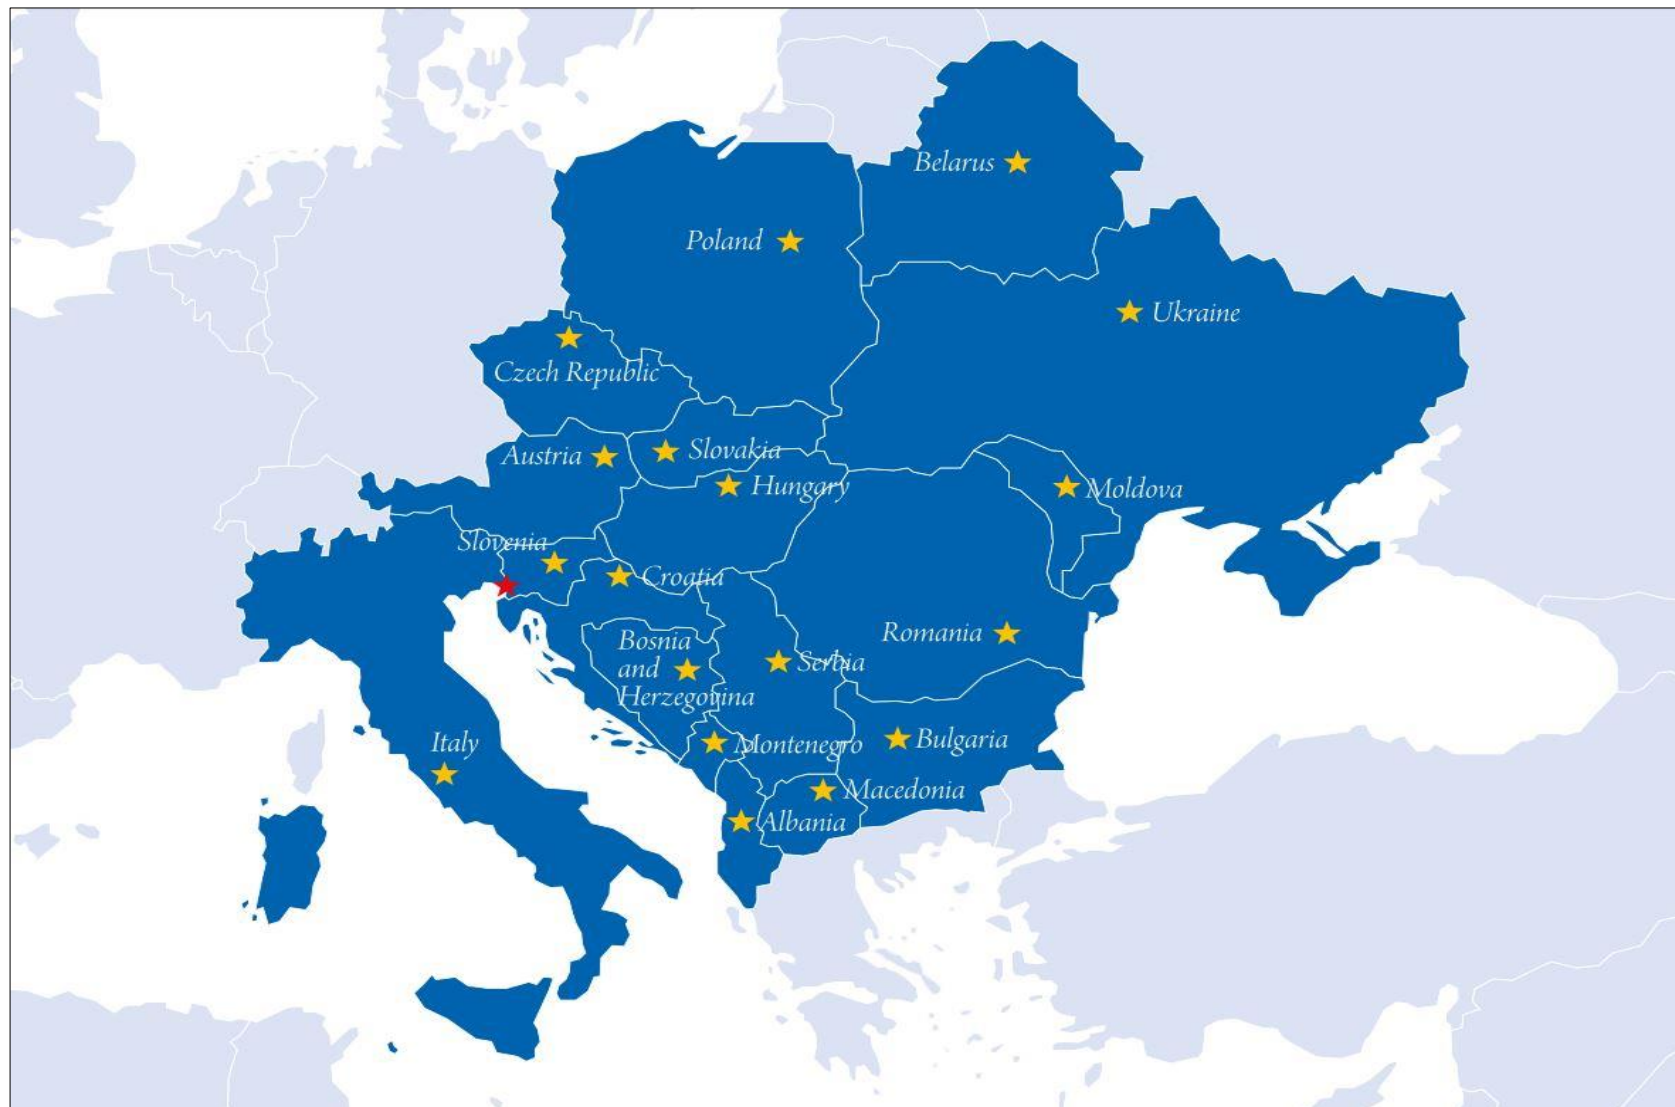 Belarus
Poland
Ukraine
Czech Republic
Slovakia
Austria
Hungary
Moldova
Slovenia
Croatia
Bosnia
and
Herzegovina
Romania
Serbia
Italy
Montenegro
Bulgaria
Macedonia
Albania